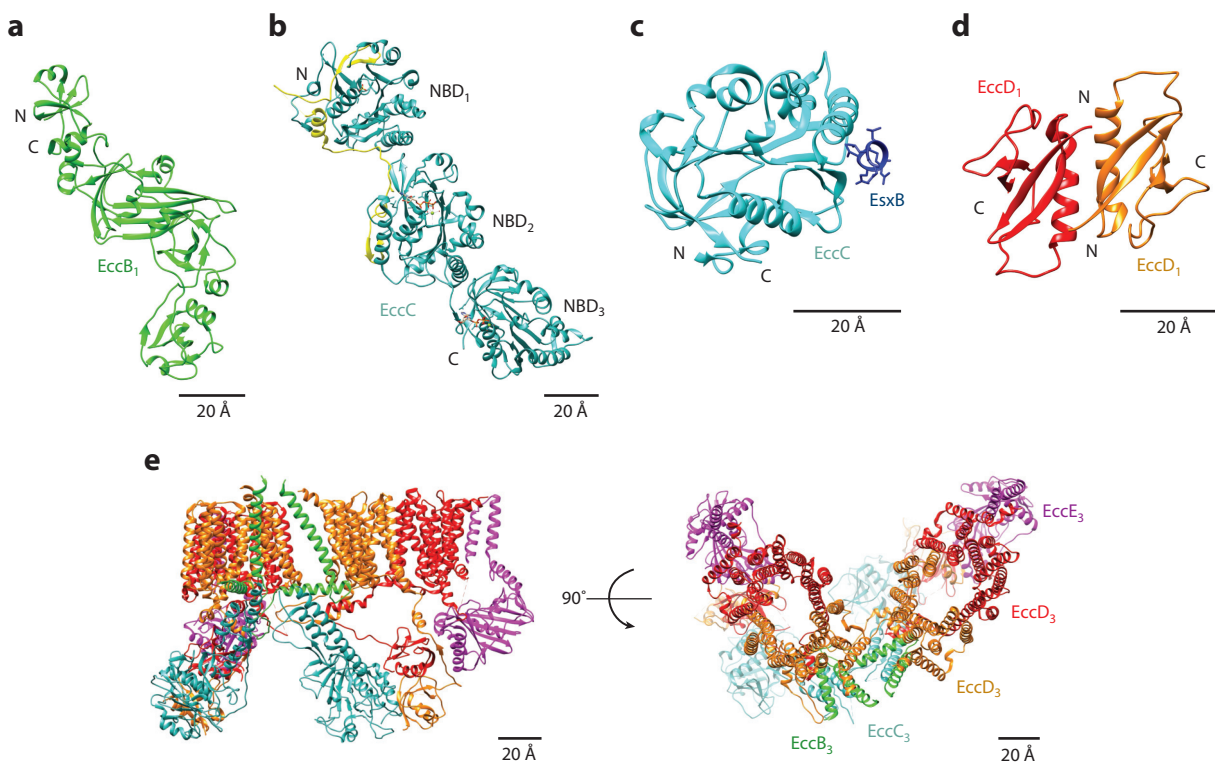 a
N
C
EccB₁
20 Å
b
N
NBD₁
NBD₂
EccC
NBD₃
C
20 Å
c
EsxB
N
EccC
C
20 Å
d
EccD₁
N
C
C
N
EccD₁
20 Å
e
20 Å
90°
EccE₃
EccD₃
EccD₃
EccC₃
EccB₃
20 Å